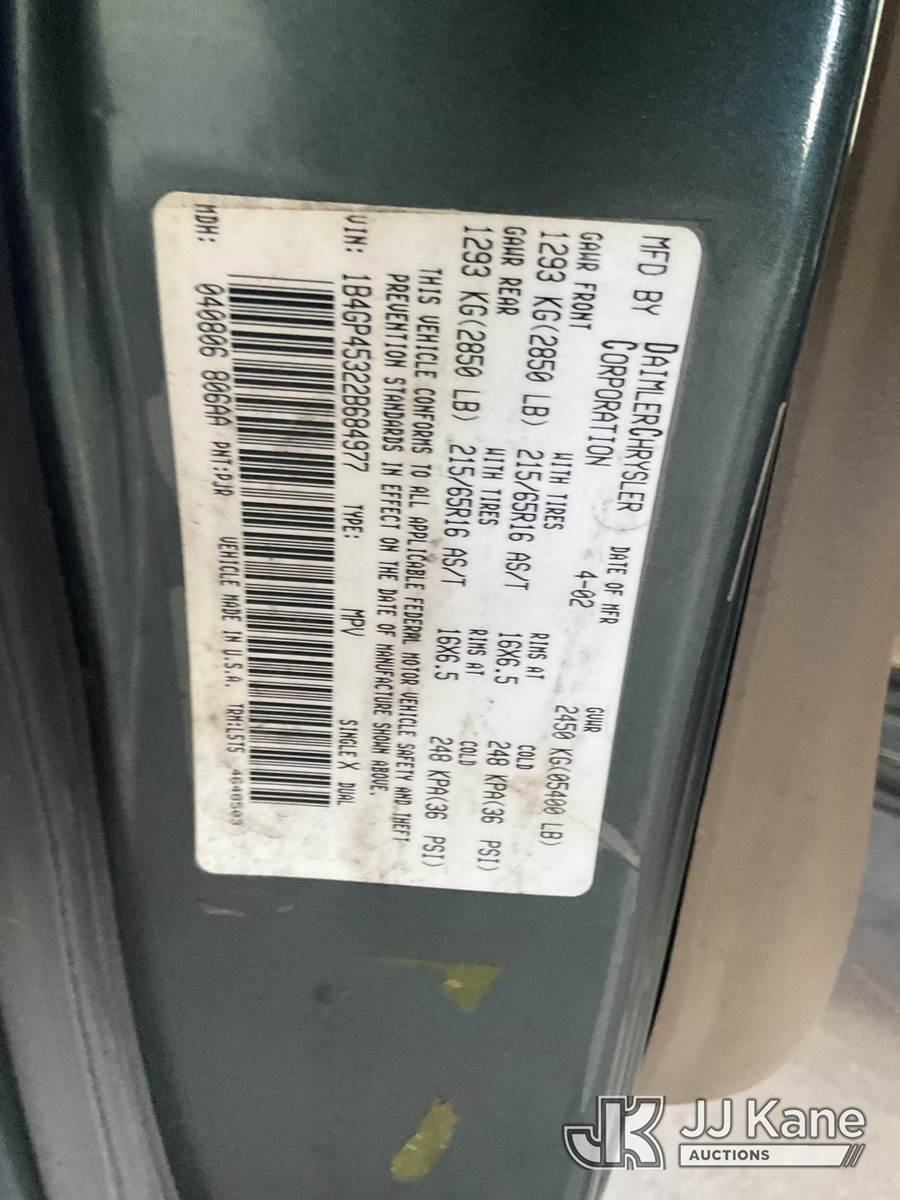 MFD BY DAIMLERCHRYSLER CORPORATION
DATE OF MFR 4-02
GVWR 2450 KG(05400 LB)
GAWR FRONT WITH TIRES RIMS AT COLD
1293 KG(2850 LB) 215/65R16 AS/T 16X6.5 248 KPA(36 PSI)
GAWR REAR WITH TIRES RIMS AT COLD
1293 KG(2850 LB) 215/65R16 AS/T 16X6.5 248 KPA(36 PSI)
THIS VEHICLE CONFORMS TO ALL APPLICABLE FEDERAL MOTOR VEHICLE SAFETY AND THEFT
PREVENTION STANDARDS IN EFFECT ON THE DATE OF MANUFACTURE SHOWN ABOVE.
VIN: 1B4GP45322B684977 TYPE: MPV SINGLE X DUAL
MDH: 040806 806AA PNT:PJR VEHICLE MADE IN U.S.A. TRM:L5T5
JK JJ Kane
AUCTIONS